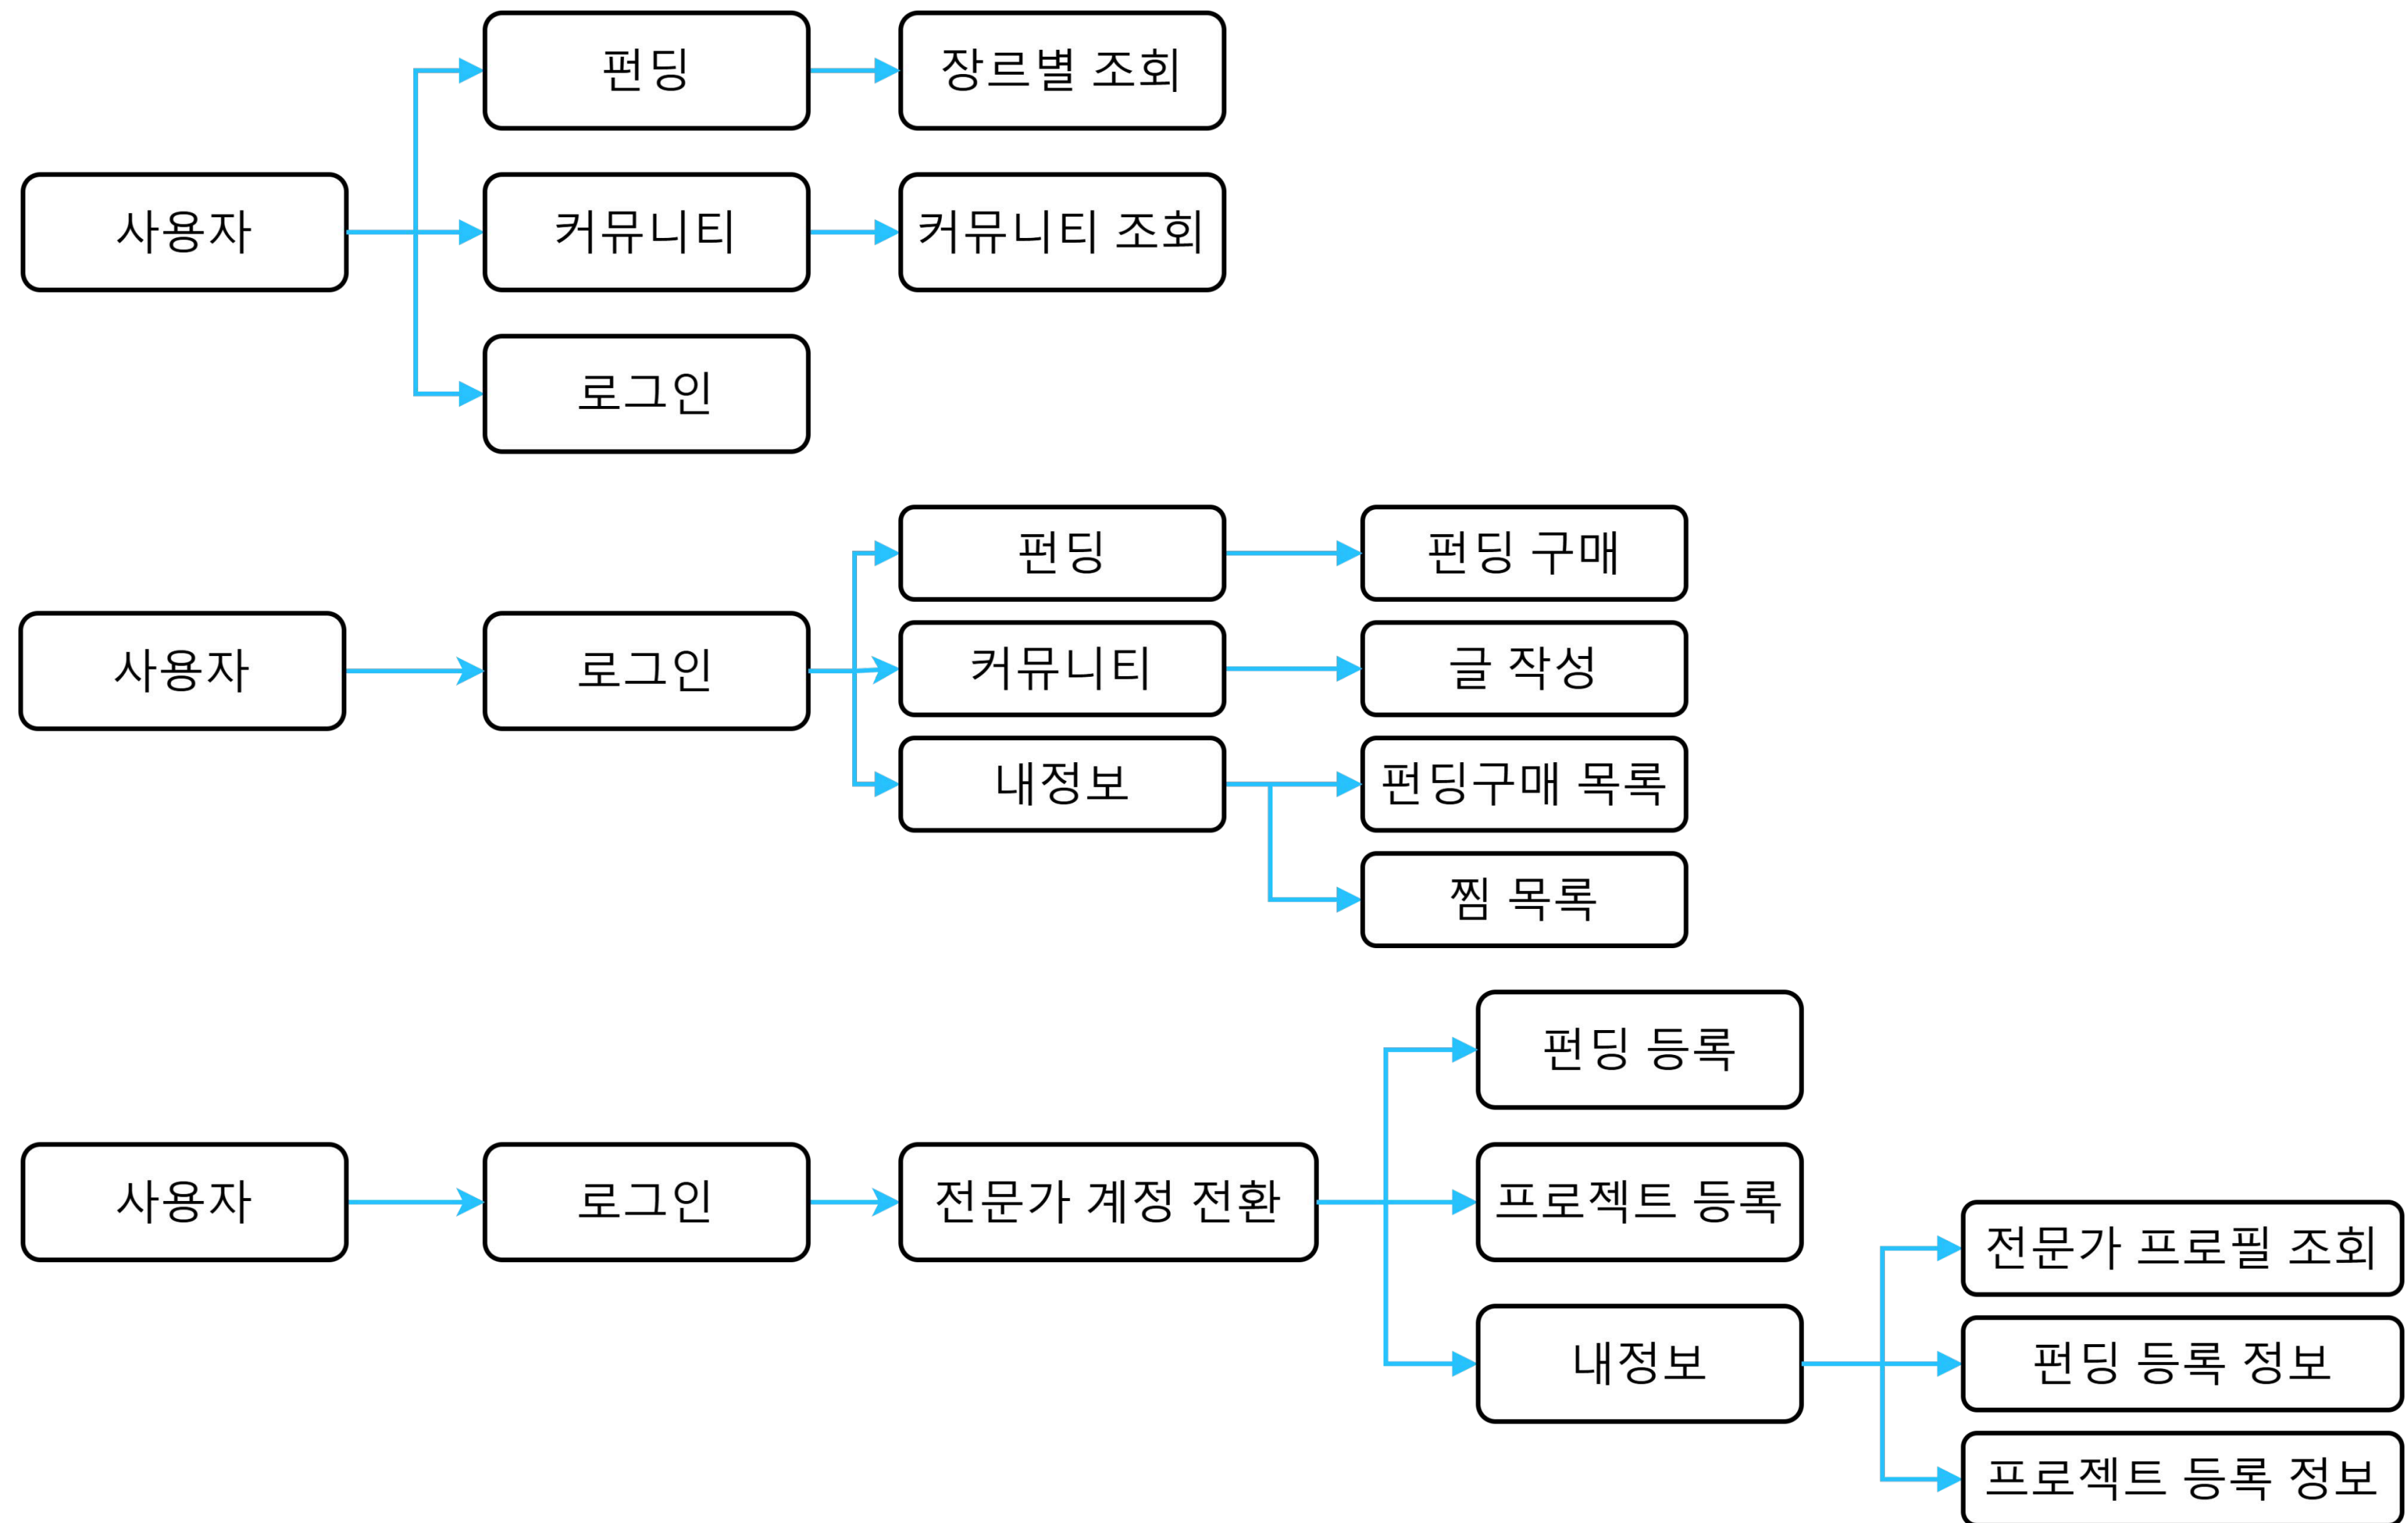 펀딩
장르별 조회
사용자
커뮤니티
커뮤니티 조회
로그인
펀딩
펀딩 구매
사용자
로그인
커뮤니티
글 작성
내정보
펀딩구매 목록
찜 목록
펀딩 등록
사용자
로그인
전문가 계정 전환
프로젝트 등록
전문가 프로필 조회
내정보
펀딩 등록 정보
프로젝트 등록 정보